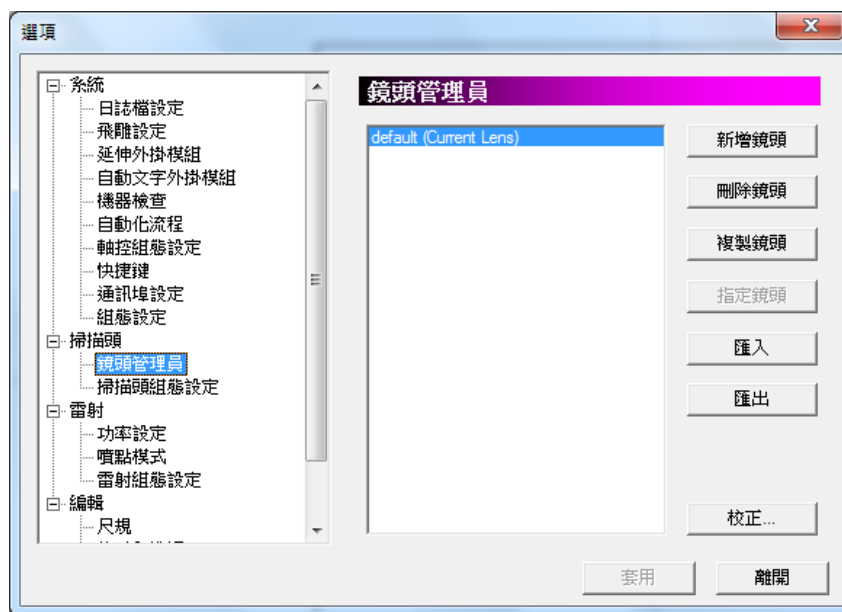 選項
系統
日誌檔設定
飛雕設定
延伸外掛模組
自動文字外掛模組
機器檢查
自動化流程
軸控組態設定
快捷鍵
通訊埠設定
組態設定
掃描頭
鏡頭管理員
掃描頭組態設定
雷射
功率設定
噴點模式
雷射組態設定
編輯
尺規
鏡頭管理員
default (Current Lens)
新增鏡頭
刪除鏡頭
複製鏡頭
指定鏡頭
匯入
匯出
校正...
套用
離開